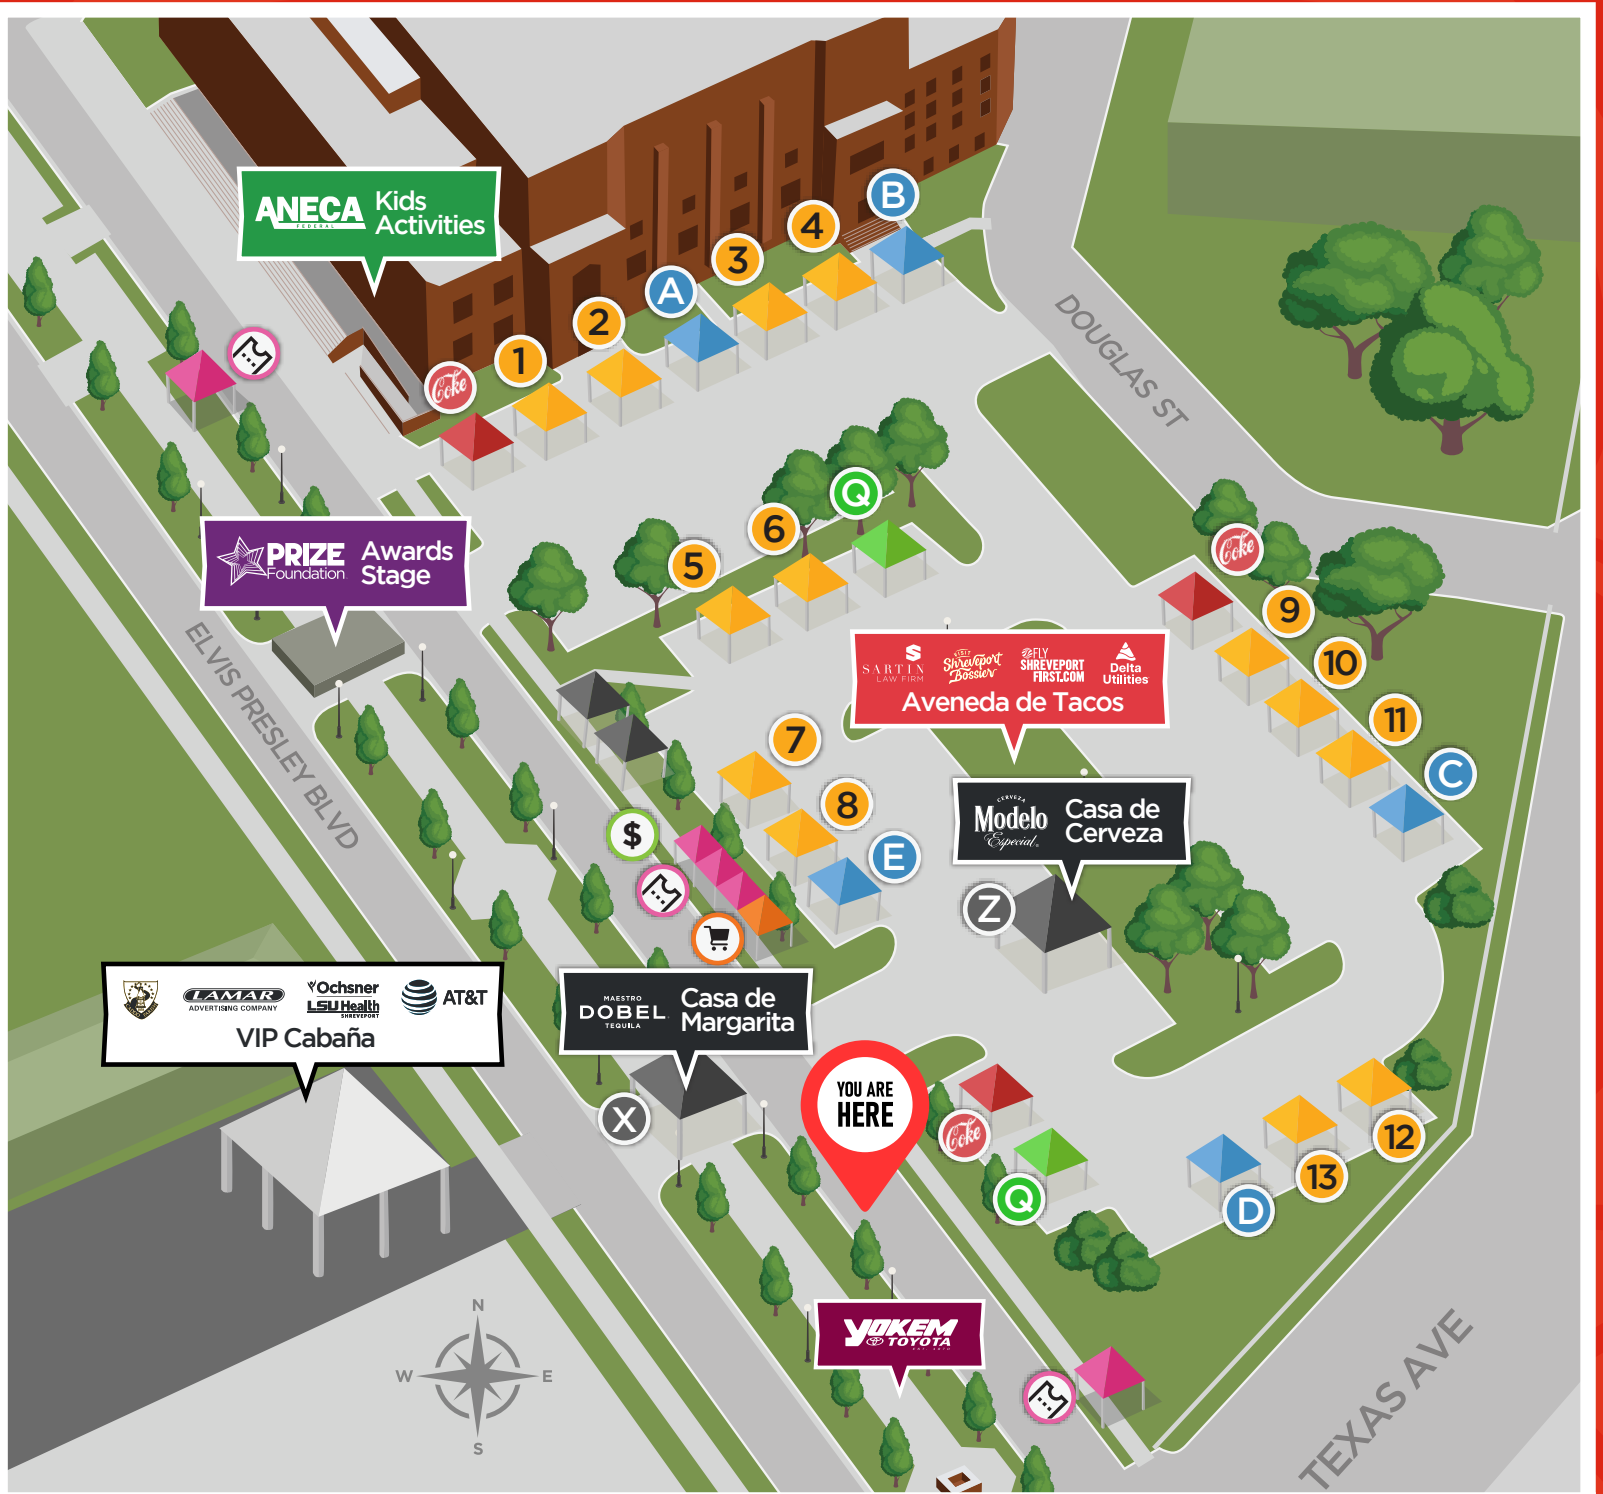 ANECA
FEDERAL
Kids
Activities
B
4
3
A
2
1
Coke
DOUGLAS ST
Q
6
5
PRIZE
Foundation
Awards
Stage
Coke
9
10
11
C
ELVIS PRESLEY BLVD
SARTIN
LAW FIRM
VISIT
Shreveport
Bossier
FLY
SHREVEPORT
FIRST.COM
Delta
Utilities
Aveneda de Tacos
7
8
$
E
CERVEZA
Modelo
Especial
Casa de
Cerveza
Z
LAMAR
ADVERTISING COMPANY
Ochsner
LSU Health
SHREVEPORT
AT&T
VIP Cabaña
MAESTRO
DOBEL
TEQUILA
Casa de
Margarita
X
YOU ARE
HERE
Coke
Q
12
13
D
N
W
E
S
YOKEM
TOYOTA
TEXAS AVE